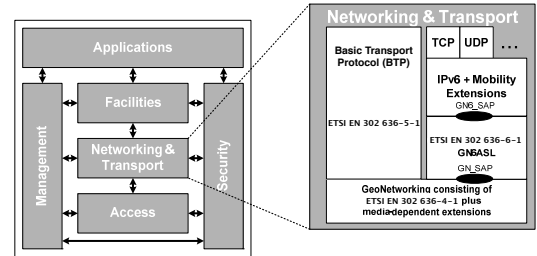 Applications
Facilities
Networking &
Transport
Access
Management
Security
Networking & Transport
Basic Transport
Protocol (BTP)
ETSI EN 302 636-5-1
TCP
UDP
...
IPv6 + Mobility
Extensions
GN6_SAP
ETSI EN 302 636-6-1
GN6ASL
GN_SAP
GeoNetworking consisting of
ETSI EN 302 636-4-1 plus
media-dependent extensions